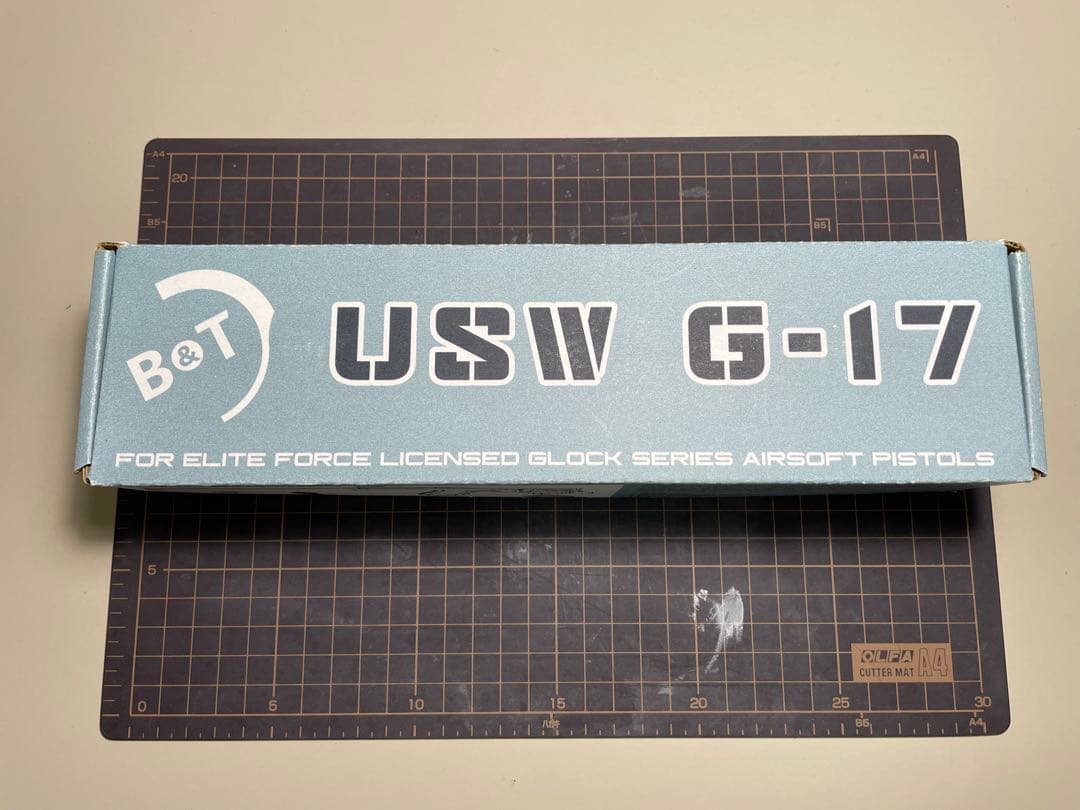 A4
A4
20
B5
B5
B&T
USW G-17
FOR ELITE FORCE LICENSED GLOCK SERIES AIRSOFT PISTOLS
5
OLFA
CUTTER MAT A4
0 5 10 15 20 25 30
B5 A4